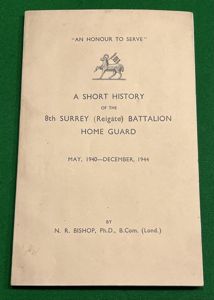 "AN HONOUR TO SERVE"
A SHORT HISTORY
OF THE
8th SURREY (Reigate) BATTALION
HOME GUARD
MAY, 1940—DECEMBER, 1944
BY
N. R. BISHOP, Ph.D., B.Com. (Lond.)